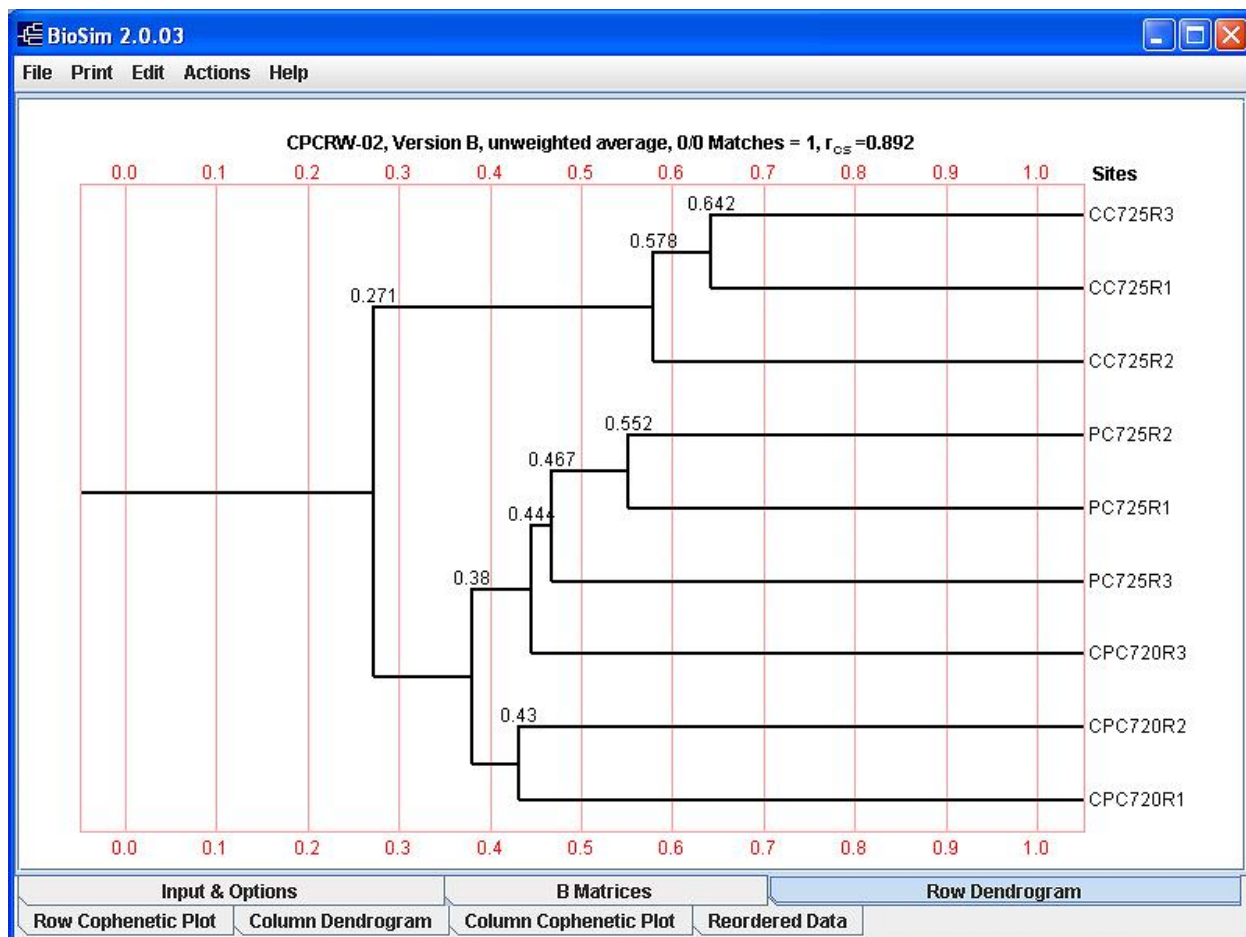 BioSim 2.0.03
File Print Edit Actions Help
CPCRW-02, Version B, unweighted average, 0/0 Matches = 1, rcs =0.892
0.0 0.1 0.2 0.3 0.4 0.5 0.6 0.7 0.8 0.9 1.0 Sites
0.642
CC725R3
0.578
CC725R1
0.271
CC725R2
0.552
PC725R2
0.467
PC725R1
0.444
0.38
PC725R3
CPC720R3
0.43
CPC720R2
CPC720R1
0.0 0.1 0.2 0.3 0.4 0.5 0.6 0.7 0.8 0.9 1.0
Input & Options B Matrices Row Dendrogram
Row Cophenetic Plot Column Dendrogram Column Cophenetic Plot Reordered Data